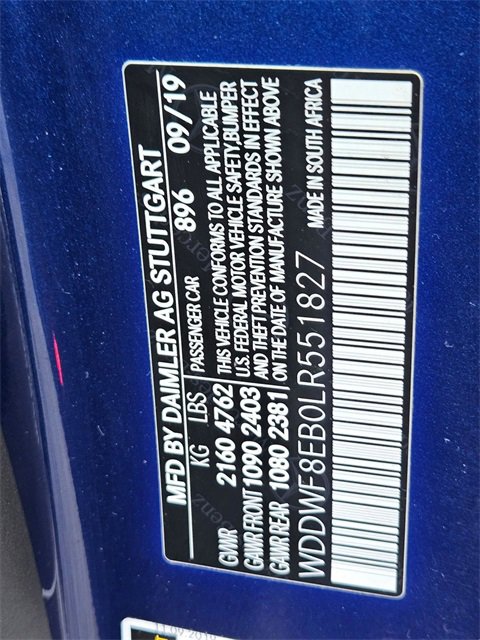 MFD BY DAIMLER AG STUTTGART
896 09/19
KG LBS
PASSENGER CAR
GVWR 2160 4762
GAWR FRONT 1090 2403
GAWR REAR 1080 2381
THIS VEHICLE CONFORMS TO ALL APPLICABLE
U.S. FEDERAL MOTOR VEHICLE SAFETY, BUMPER
AND THEFT PREVENTION STANDARDS IN EFFECT
ON THE DATE OF MANUFACTURE SHOWN ABOVE
WDDWF8EB0LR551827
MADE IN SOUTH AFRICA